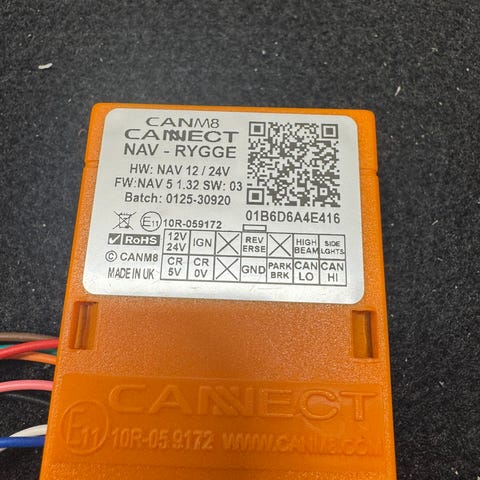 CANM8
CANNECT
NAV - RYGGE
HW: NAV 12 / 24V
FW:NAV 5 1.32 SW: 03
Batch: 0125-30920
01B6D6A4E416
E11 10R-059172
RoHS
© CANM8
MADE IN UK
12V 24V IGN REV ERSE HIGH BEAM SIDE LGHTS
CR 5V CR 0V GND PARK BRK CAN LO CAN HI
CANNECT
E11 10R-05 9172 WWW.CANM8.COM